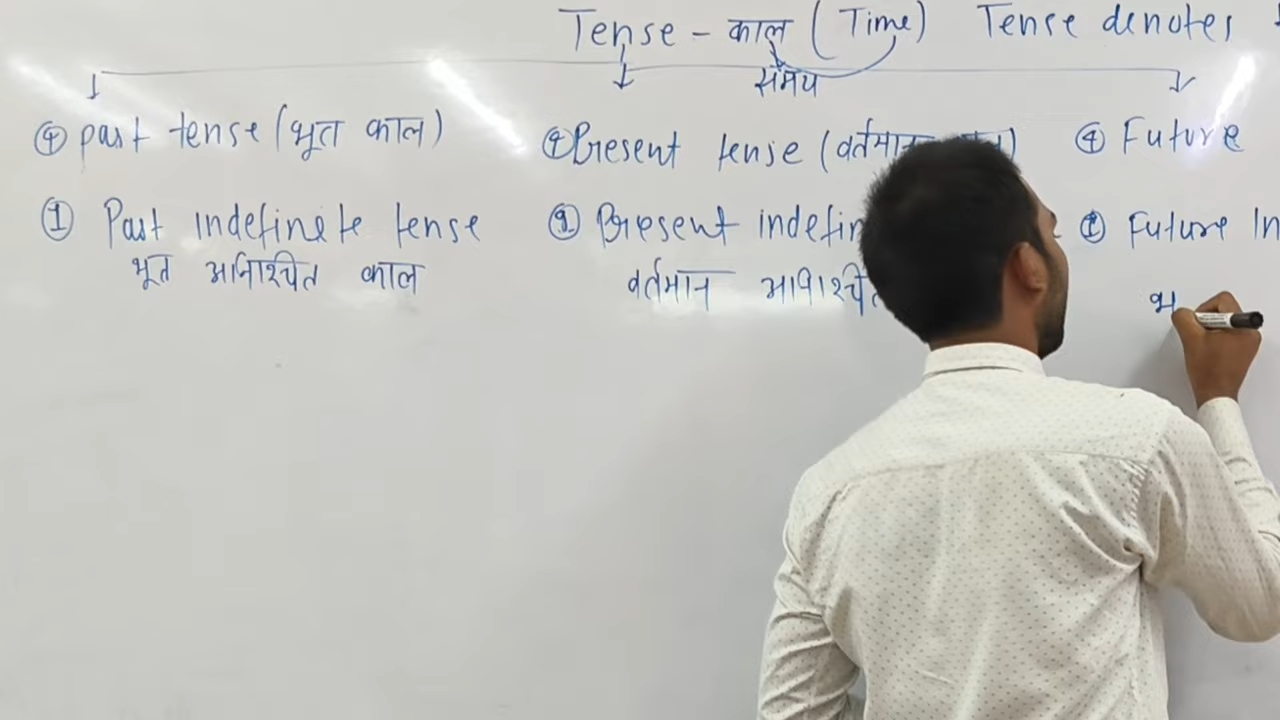 Tense – काल (Time) Tense denotes
समय
④ past tense (भूत काल)
④ Present tense (वर्तमान
④ Future
① Past indefinite tense
भूत अनिश्चित काल
① Present indefin
वर्तमान अनिश्चित
① Future In
भ